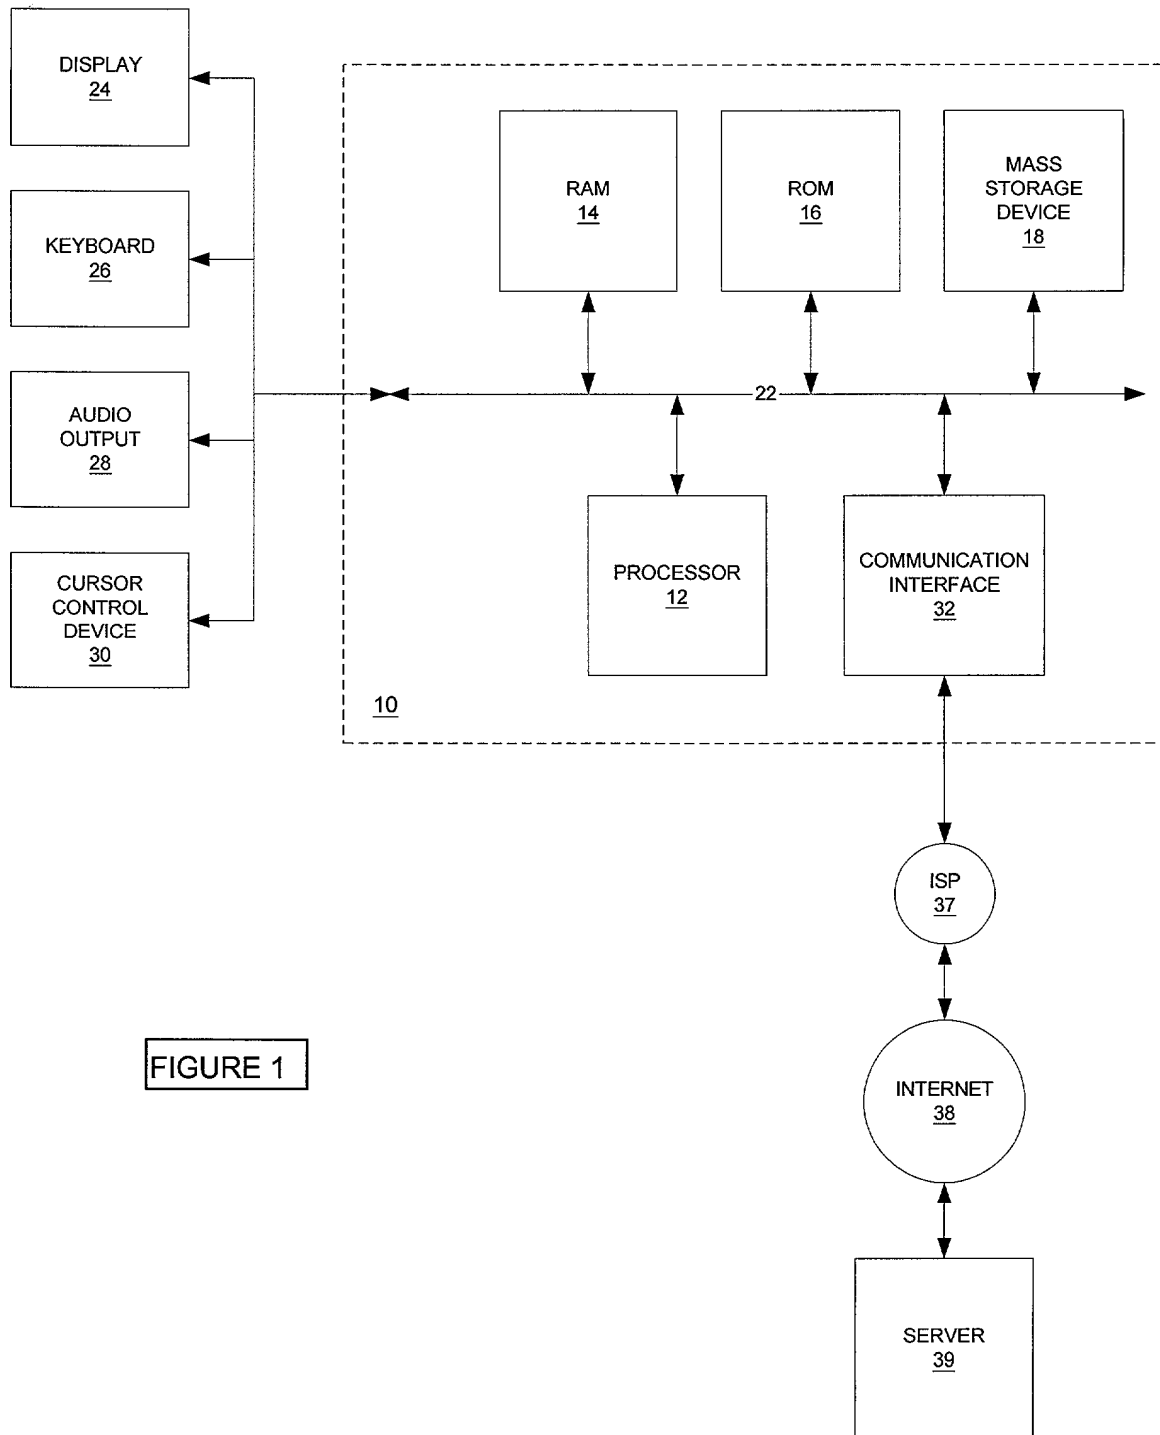 DISPLAY
24
KEYBOARD
26
AUDIO
OUTPUT
28
CURSOR
CONTROL
DEVICE
30
RAM
14
ROM
16
MASS
STORAGE
DEVICE
18
22
PROCESSOR
12
COMMUNICATION
INTERFACE
32
10
ISP
37
INTERNET
38
SERVER
39
FIGURE 1